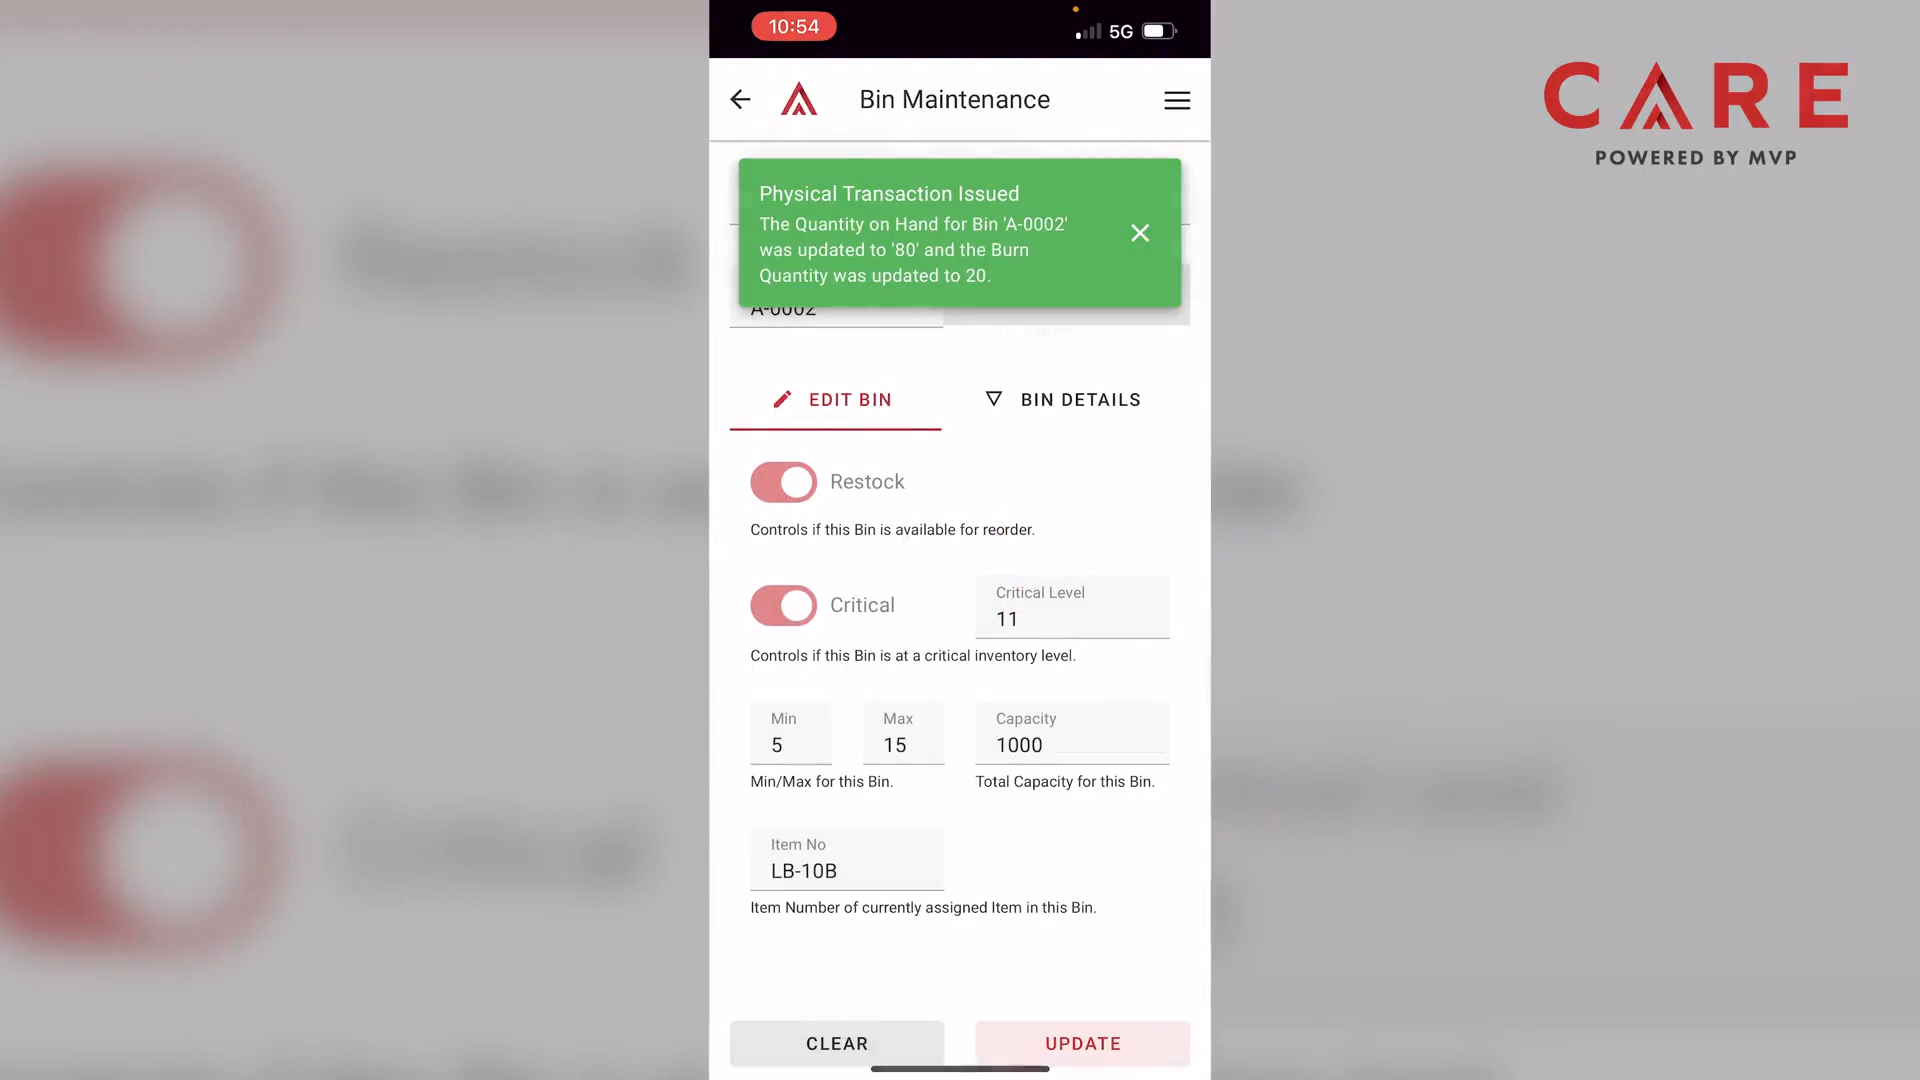 10:54
5G
Bin Maintenance
CARE
POWERED BY MVP
Physical Transaction Issued
The Quantity on Hand for Bin 'A-0002'
was updated to '80' and the Burn
Quantity was updated to 20.
A-0002
EDIT BIN
BIN DETAILS
Restock
Controls if this Bin is available for reorder.
Critical
Critical Level
11
Controls if this Bin is at a critical inventory level.
Min
5
Max
15
Capacity
1000
Min/Max for this Bin.
Total Capacity for this Bin.
Item No
LB-10B
Item Number of currently assigned Item in this Bin.
CLEAR
UPDATE